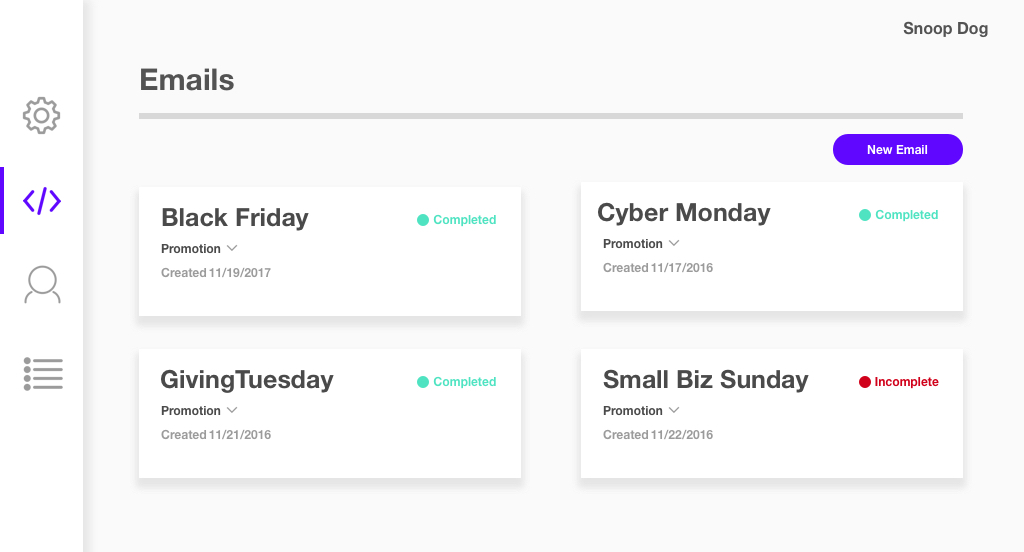 Snoop Dog
Emails
New Email
Black Friday
Completed
Promotion
Created 11/19/2017
Cyber Monday
Completed
Promotion
Created 11/17/2016
GivingTuesday
Completed
Promotion
Created 11/21/2016
Small Biz Sunday
Incomplete
Promotion
Created 11/22/2016